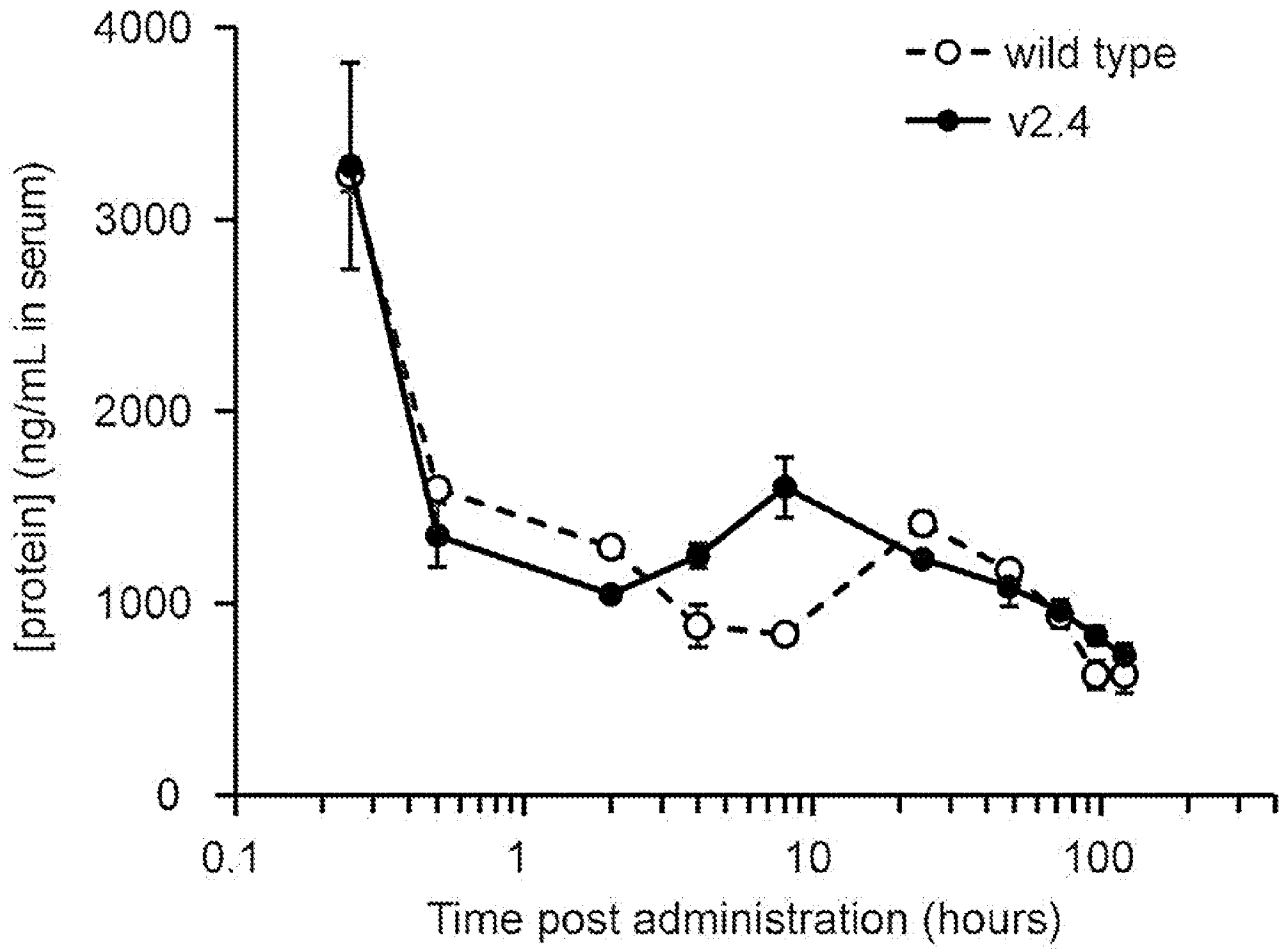 4000
3000
2000
1000
0
[protein] (ng/mL in serum)
wild type
v2.4
0.1 1 10 100
Time post administration (hours)